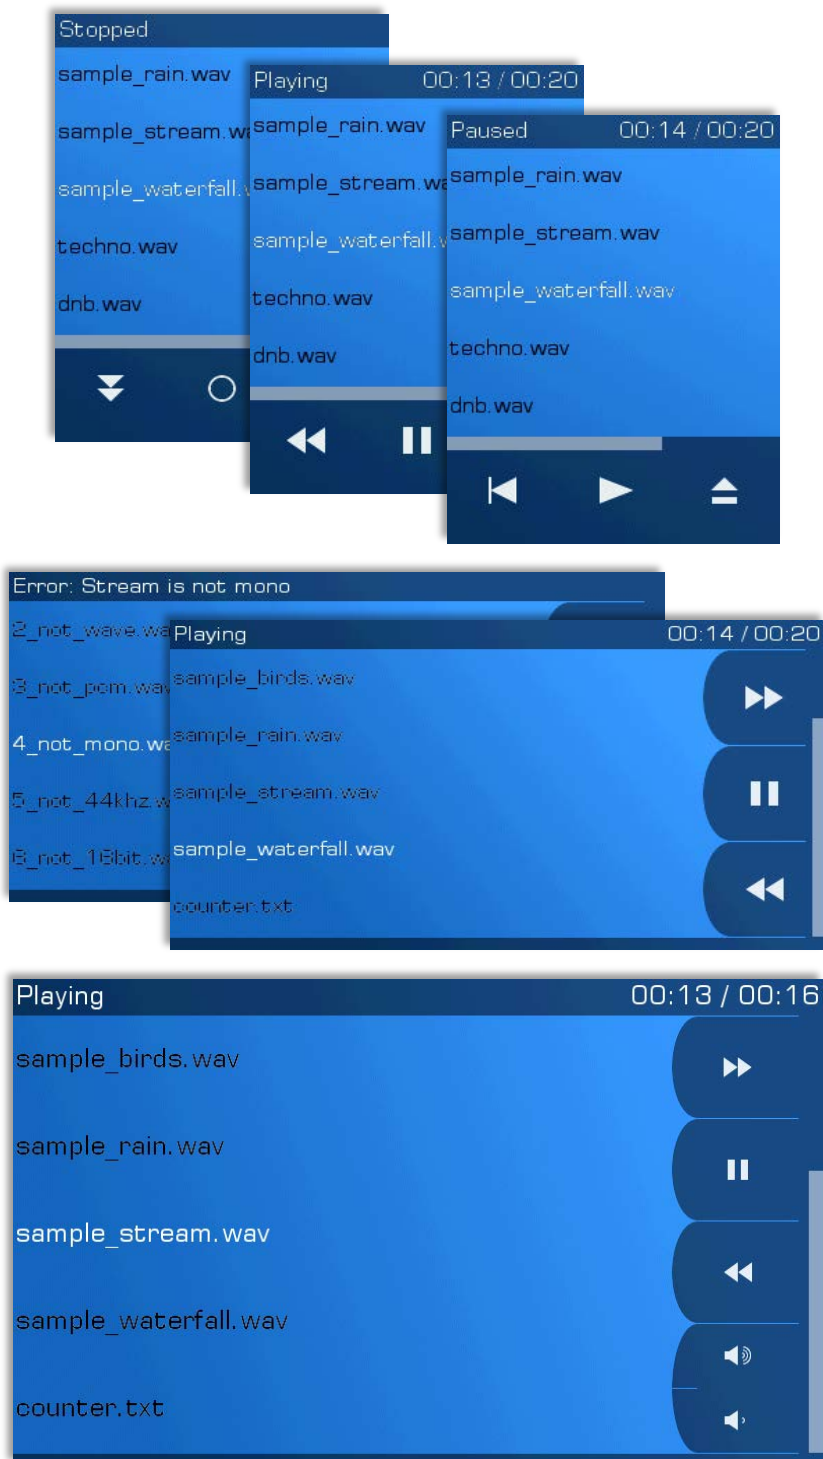 Stopped
sample_rain.wav
sample_stream.wa
sample_waterfall.
techno.wav
dnb.wav
Playing 00:13 / 00:20
sample_rain.wav
sample_stream.wa
sample_waterfall.
techno.wav
dnb.wav
Paused 00:14 / 00:20
sample_rain.wav
sample_stream.wav
sample_waterfall.wav
techno.wav
dnb.wav
Error: Stream is not mono
2_not_wave.wa
3_not_pcm.wav
4_not_mono.wa
5_not_44khz.w
6_not_16bit.w
Playing 00:14 / 00:20
sample_birds.wav
sample_rain.wav
sample_stream.wav
sample_waterfall.wav
counter.txt
Playing 00:13 / 00:16
sample_birds.wav
sample_rain.wav
sample_stream.wav
sample_waterfall.wav
counter.txt